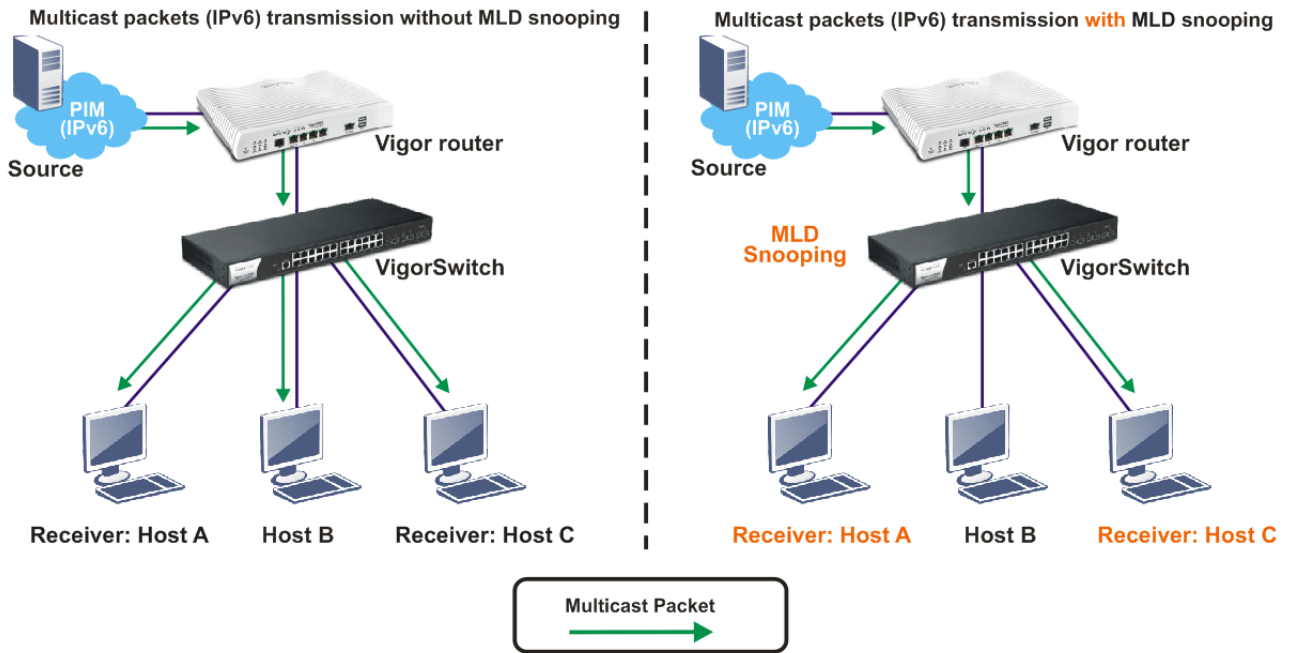 Multicast packets (IPv6) transmission without MLD snooping
PIM
(IPv6)
Source
Vigor router
VigorSwitch
Receiver: Host A
Host B
Receiver: Host C
Multicast packets (IPv6) transmission with MLD snooping
PIM
(IPv6)
Source
Vigor router
MLD
Snooping
VigorSwitch
Receiver: Host A
Host B
Receiver: Host C
Multicast Packet